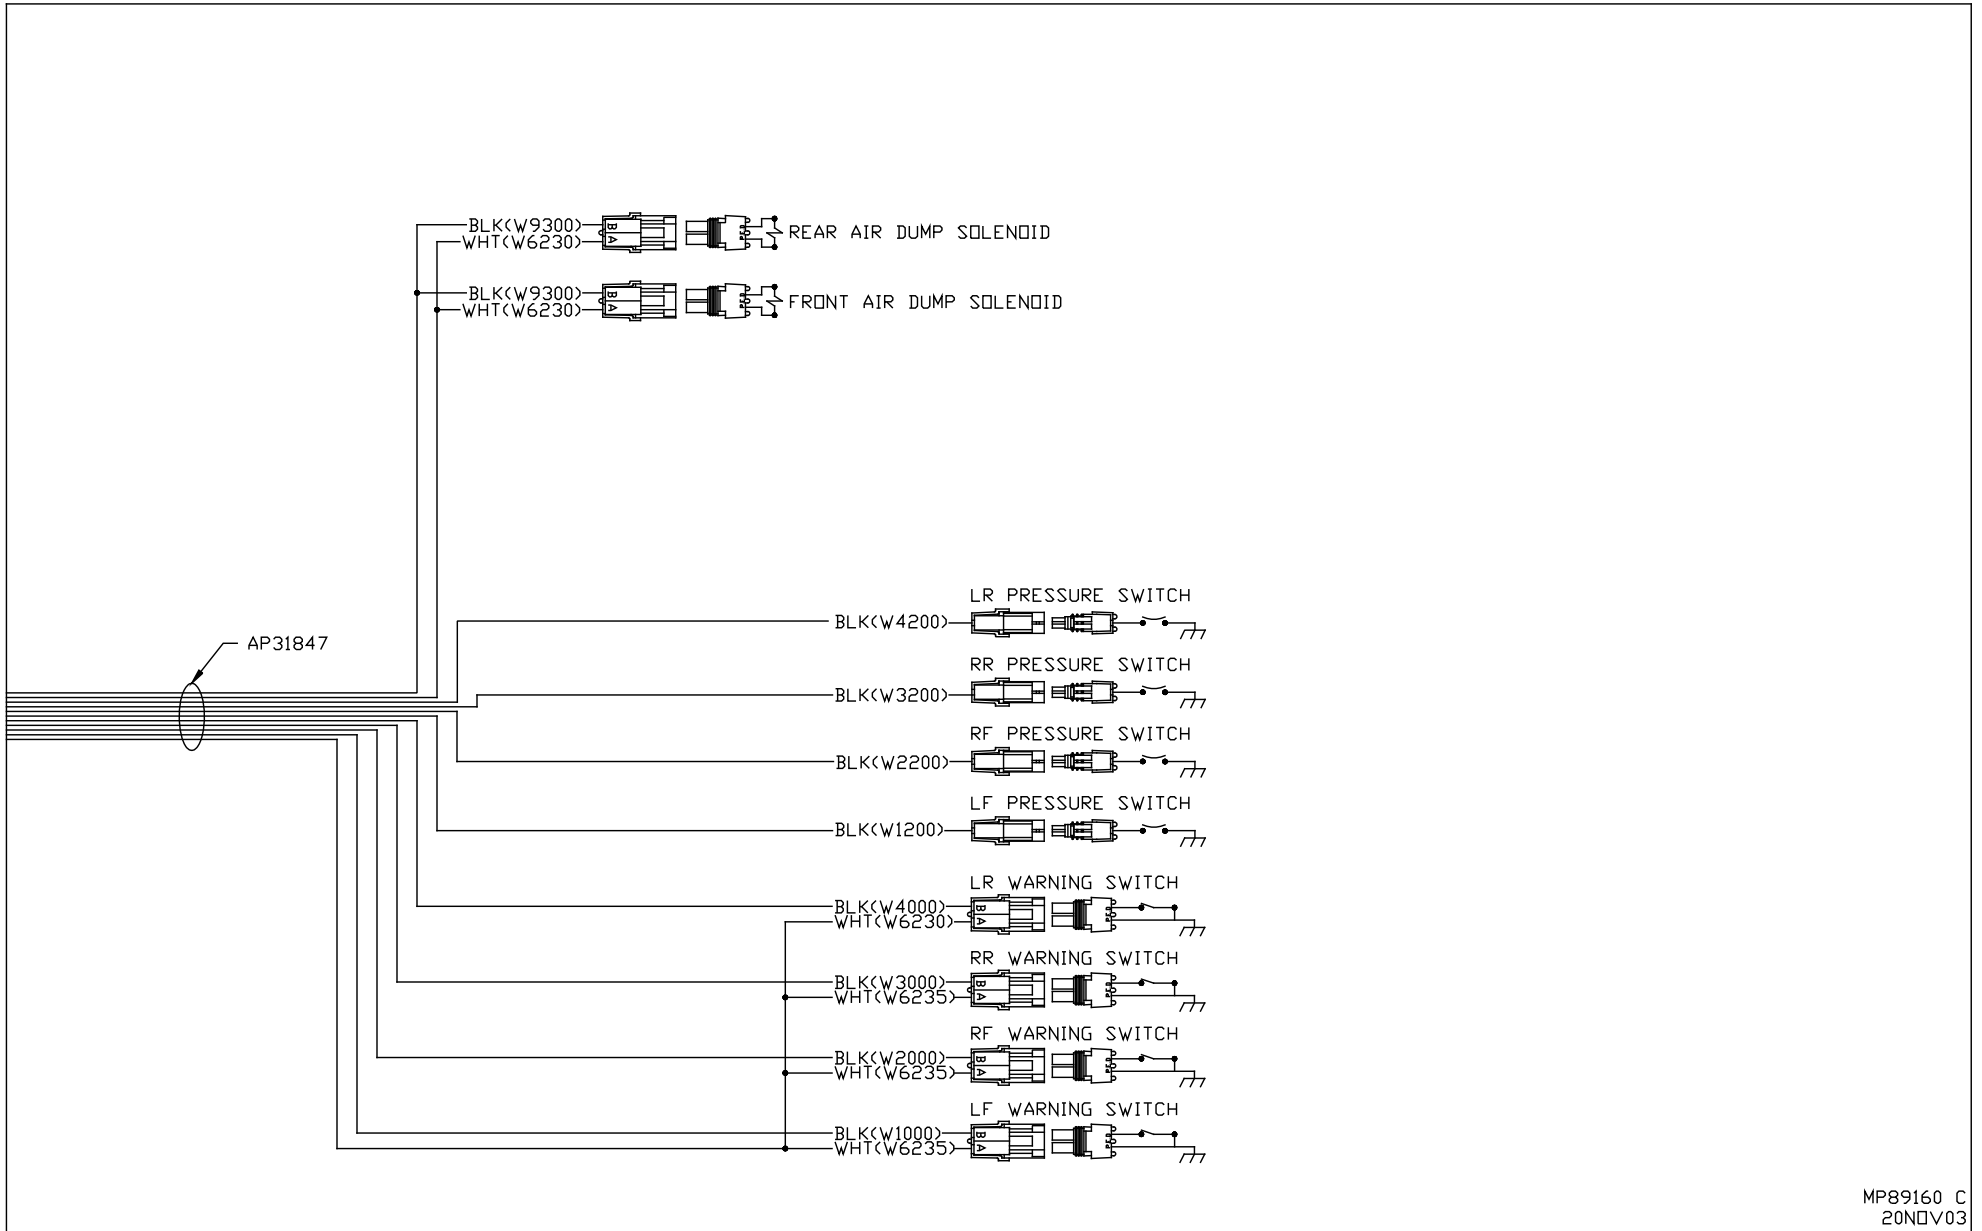 BLK(W9300)
WHT(W6230)
B
A
REAR AIR DUMP SOLENOID
BLK(W9300)
WHT(W6230)
B
A
FRONT AIR DUMP SOLENOID
AP31847
LR PRESSURE SWITCH
BLK(W4200)
RR PRESSURE SWITCH
BLK(W3200)
RF PRESSURE SWITCH
BLK(W2200)
LF PRESSURE SWITCH
BLK(W1200)
LR WARNING SWITCH
BLK(W4000)
WHT(W6230)
B
A
RR WARNING SWITCH
BLK(W3000)
WHT(W6235)
B
A
RF WARNING SWITCH
BLK(W2000)
WHT(W6235)
B
A
LF WARNING SWITCH
BLK(W1000)
WHT(W6235)
B
A
MP89160 C
20NOV03